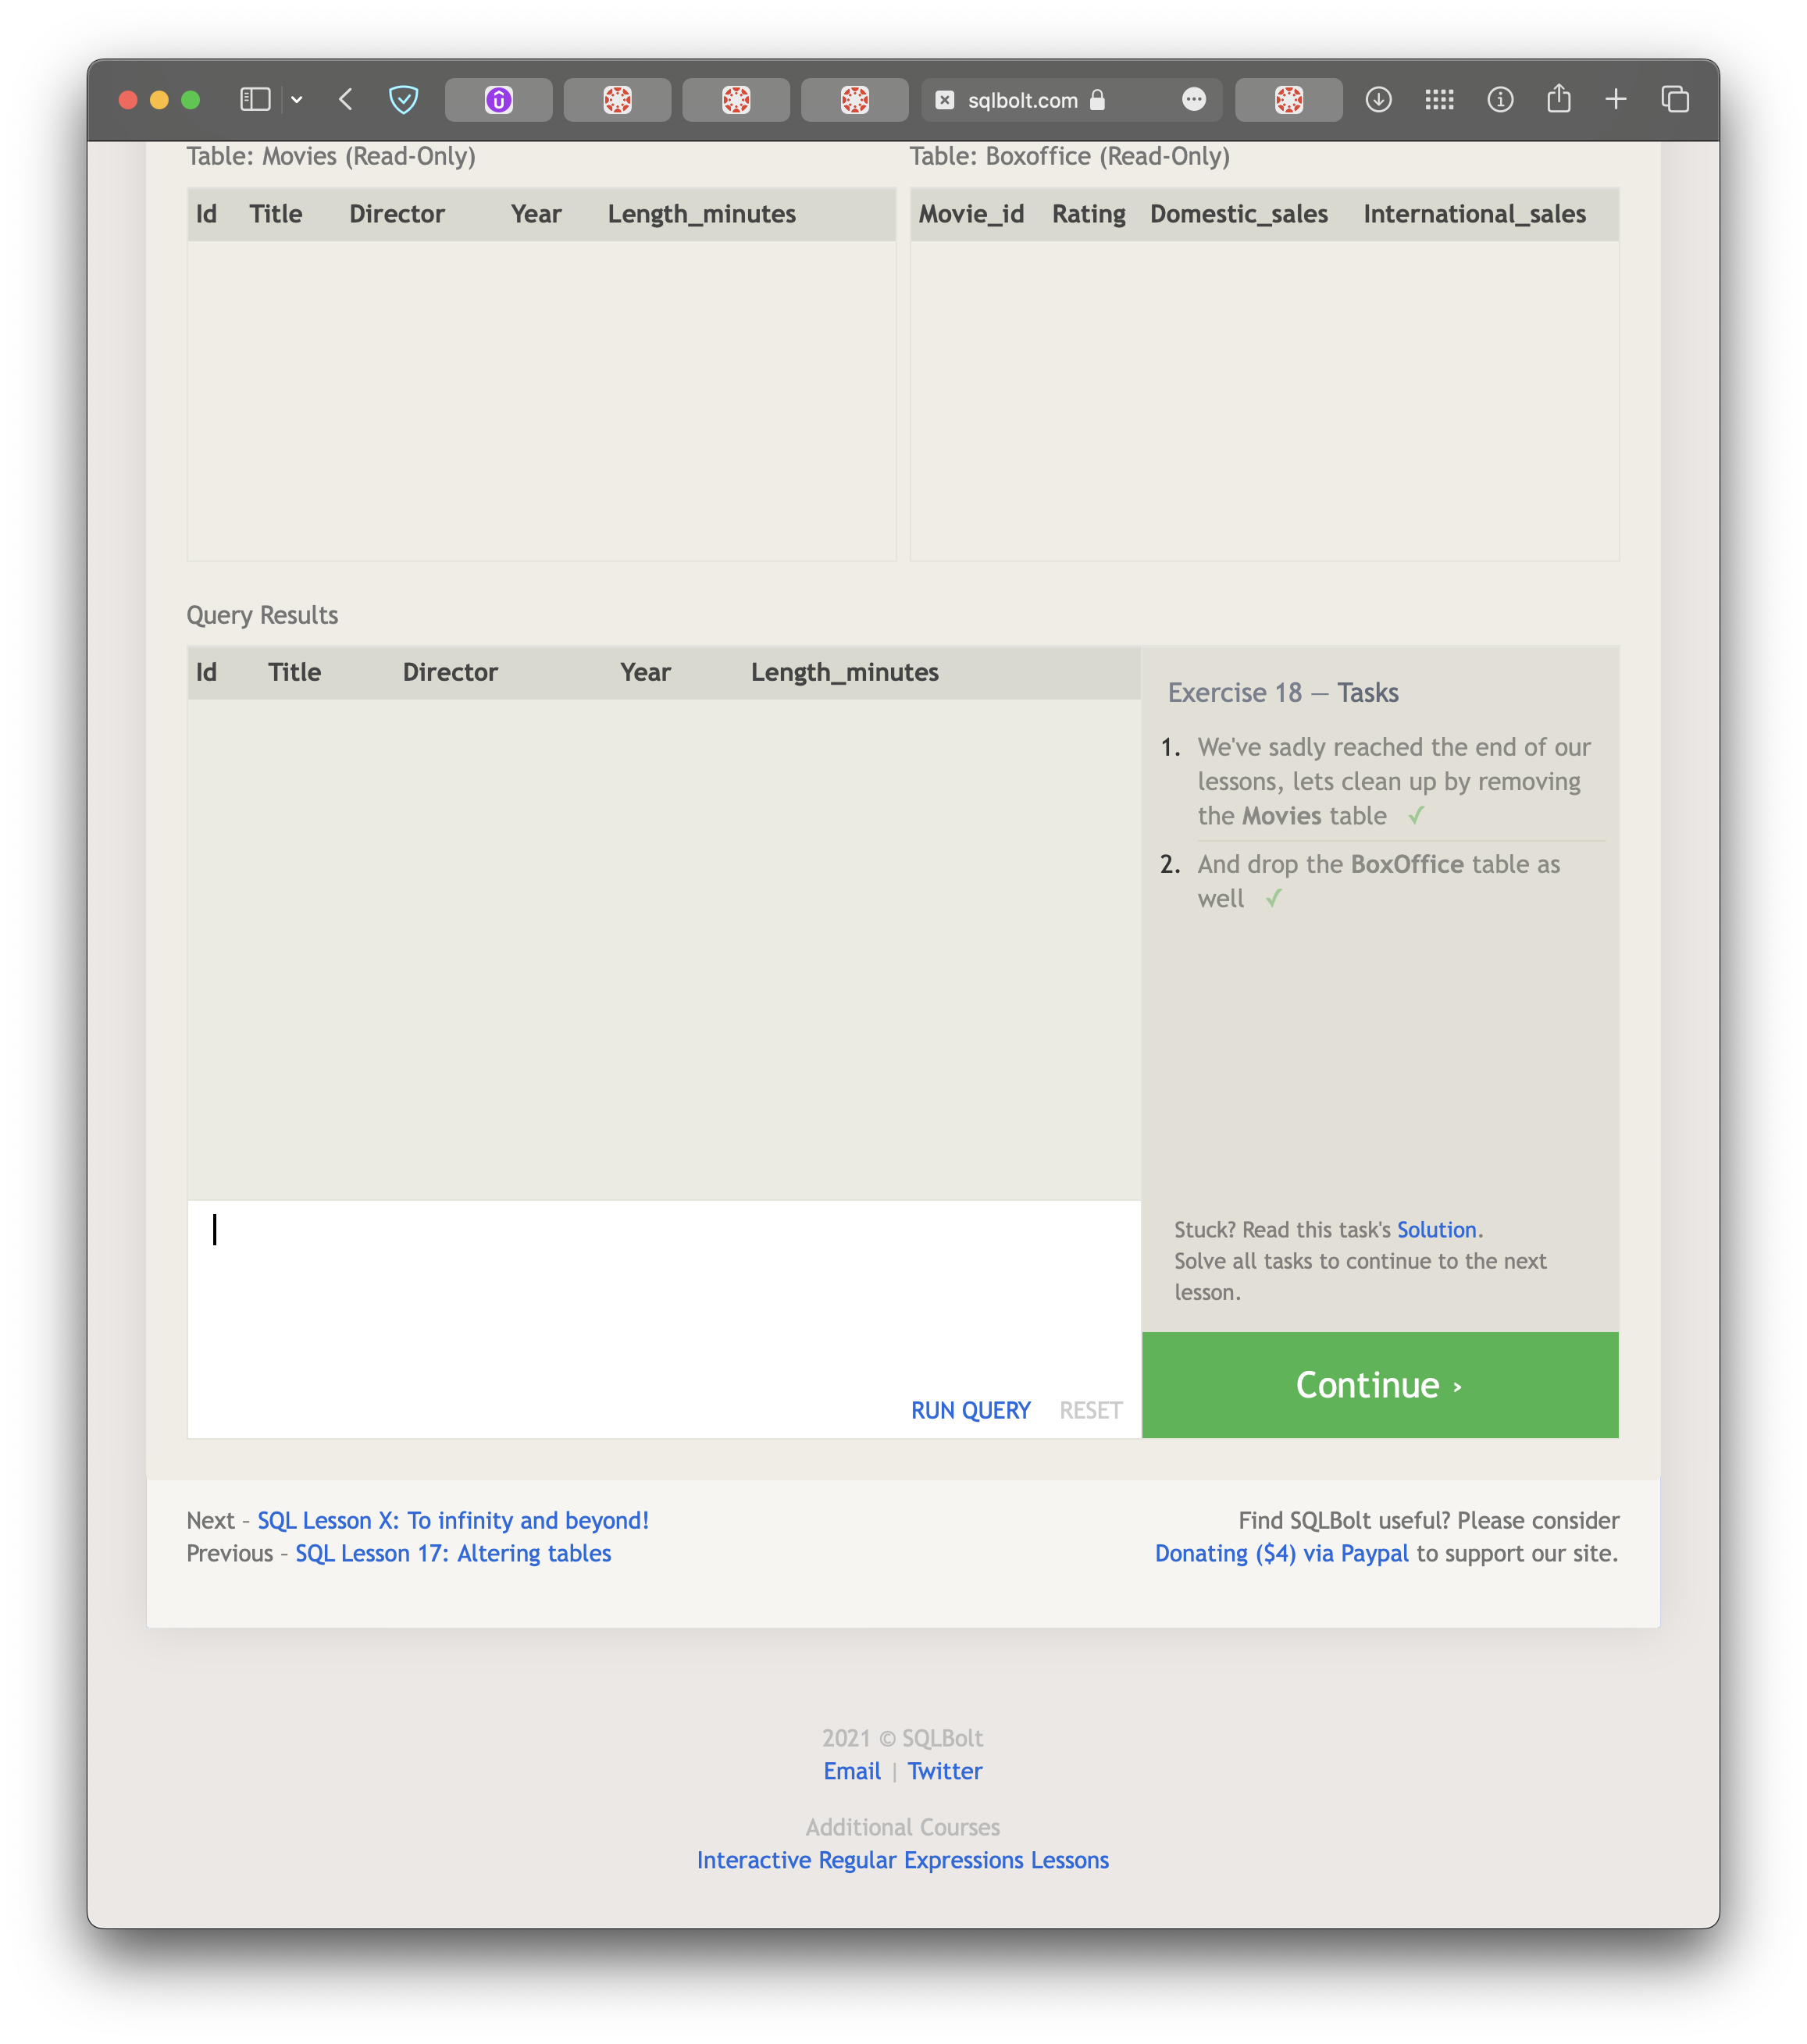 sqlbolt.com
Table: Movies (Read-Only)
Table: Boxoffice (Read-Only)
Id Title Director Year Length_minutes
Movie_id Rating Domestic_sales International_sales
Query Results
Id Title Director Year Length_minutes
Exercise 18 — Tasks
1. We've sadly reached the end of our
lessons, lets clean up by removing
the Movies table ✓
2. And drop the BoxOffice table as
well ✓
Stuck? Read this task's Solution.
Solve all tasks to continue to the next
lesson.
RUN QUERY RESET
Continue ›
Next – SQL Lesson X: To infinity and beyond!
Previous – SQL Lesson 17: Altering tables
Find SQLBolt useful? Please consider
Donating ($4) via Paypal to support our site.
2021 © SQLBolt
Email | Twitter
Additional Courses
Interactive Regular Expressions Lessons